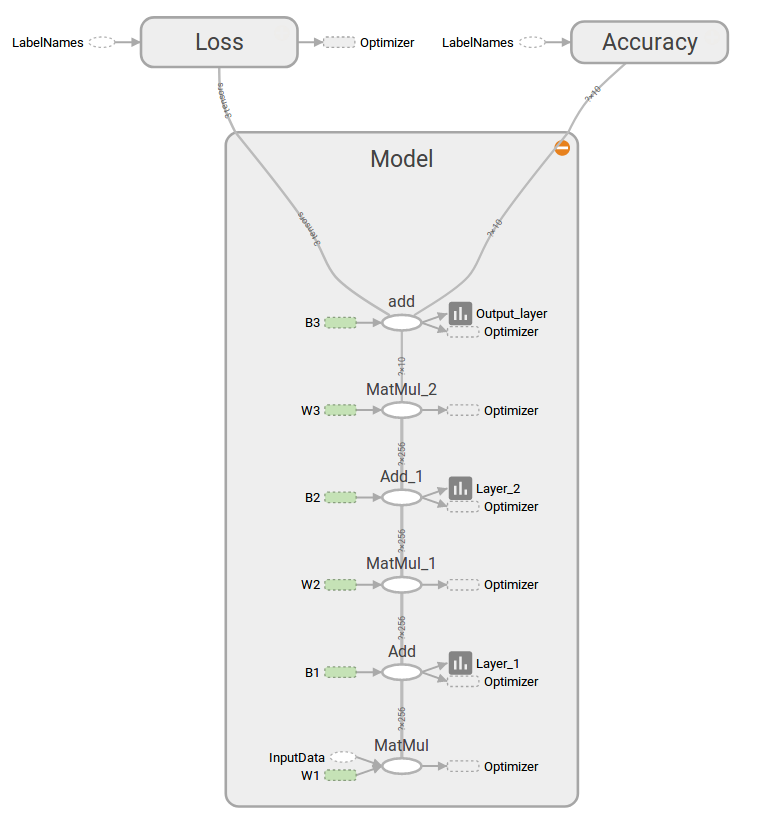 LabelNames
Loss
Optimizer
LabelNames
Accuracy
3 tensors
?×10
Model
3 tensors
?×10
add
B3
Output_layer
Optimizer
?×10
MatMul_2
W3
Optimizer
?×256
Add_1
B2
Layer_2
Optimizer
?×256
MatMul_1
W2
Optimizer
?×256
Add
B1
Layer_1
Optimizer
?×256
MatMul
InputData
W1
Optimizer